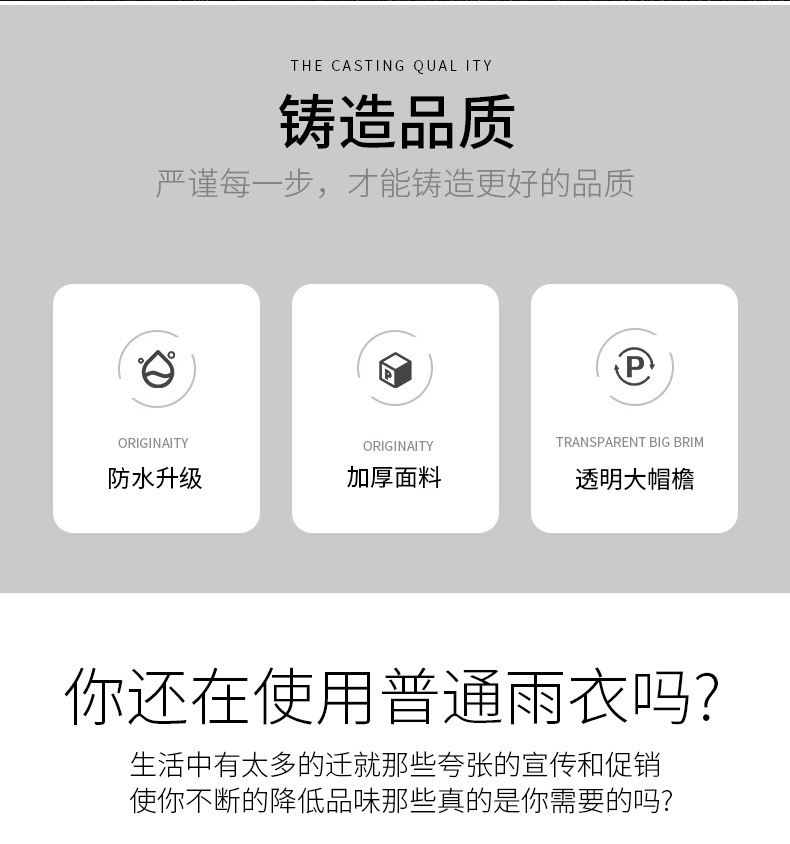 THE CASTING QUAL ITY
铸造品质
严谨每一步，才能铸造更好的品质
P
P
ORIGINAITY
ORIGINAITY
TRANSPARENT BIG BRIM
防水升级
加厚面料
透明大帽檐
你还在使用普通雨衣吗?
生活中有太多的迁就那些夸张的宣传和促销
使你不断的降低品味那些真的是你需要的吗?